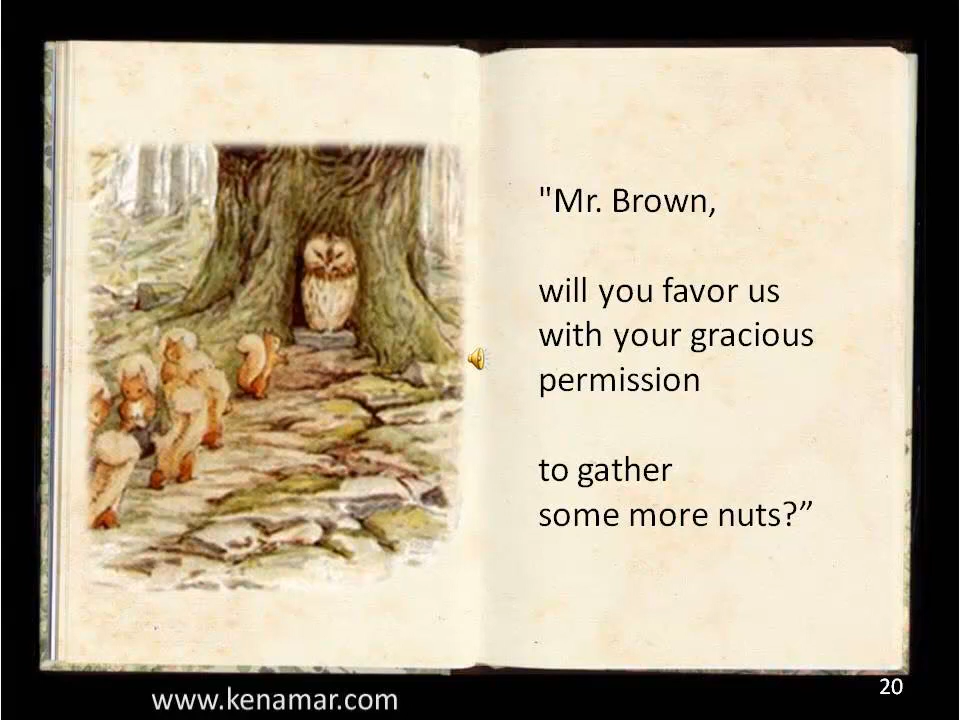 "Mr. Brown,
will you favor us
with your gracious
permission
to gather
some more nuts?”
www.kenamar.com
20